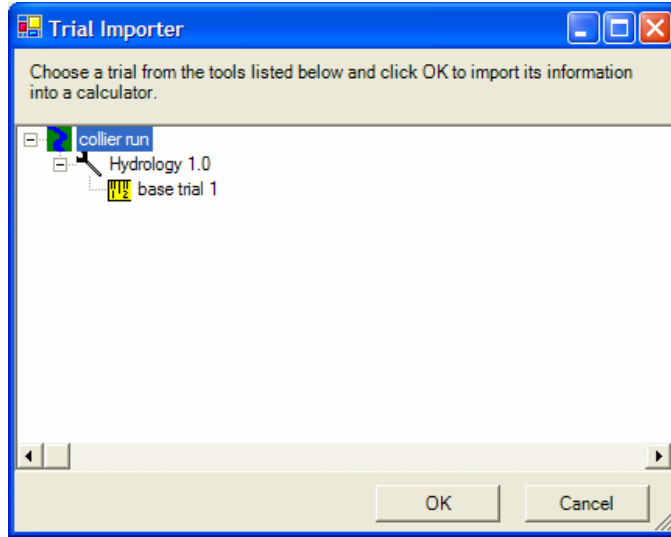 Trial Importer
Choose a trial from the tools listed below and click OK to import its information
into a calculator.
collier run
Hydrology 1.0
base trial 1
OK Cancel